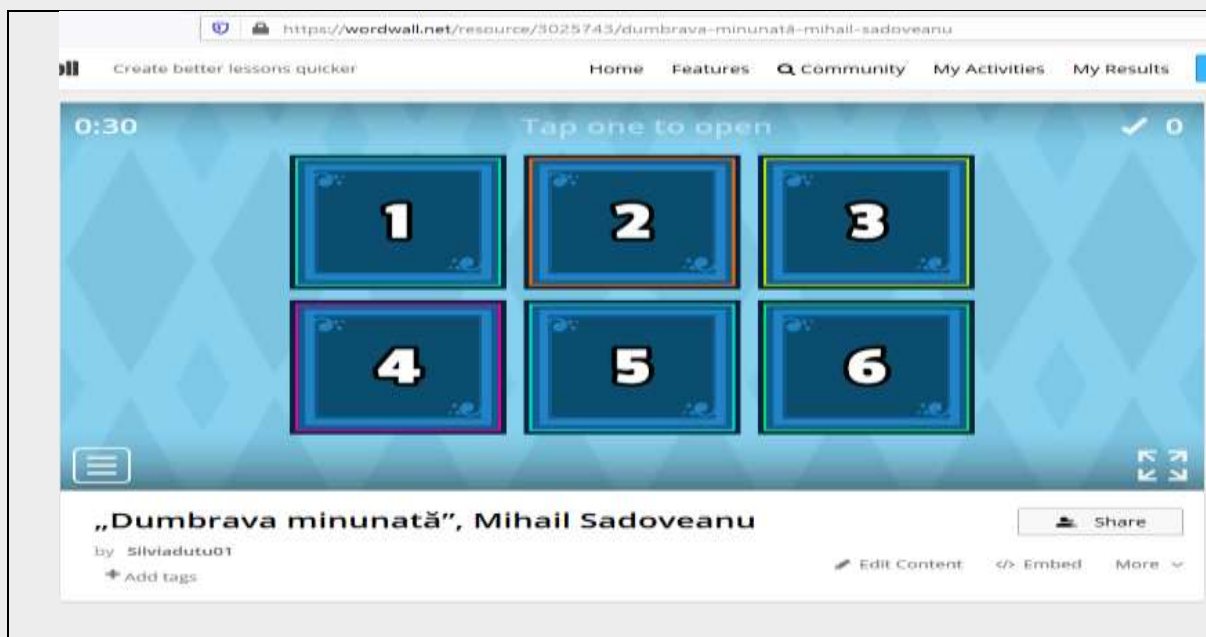 https://wordwall.net/resource/3025743/dumbrava-minunată-mihail-sadoveanu
Create better lessons quicker
Home Features Community My Activities My Results
0:30 Tap one to open 0
1 2 3
4 5 6
„Dumbrava minunată”, Mihail Sadoveanu
Share
by Silviadutu01
Edit Content </> Embed More
Add tags